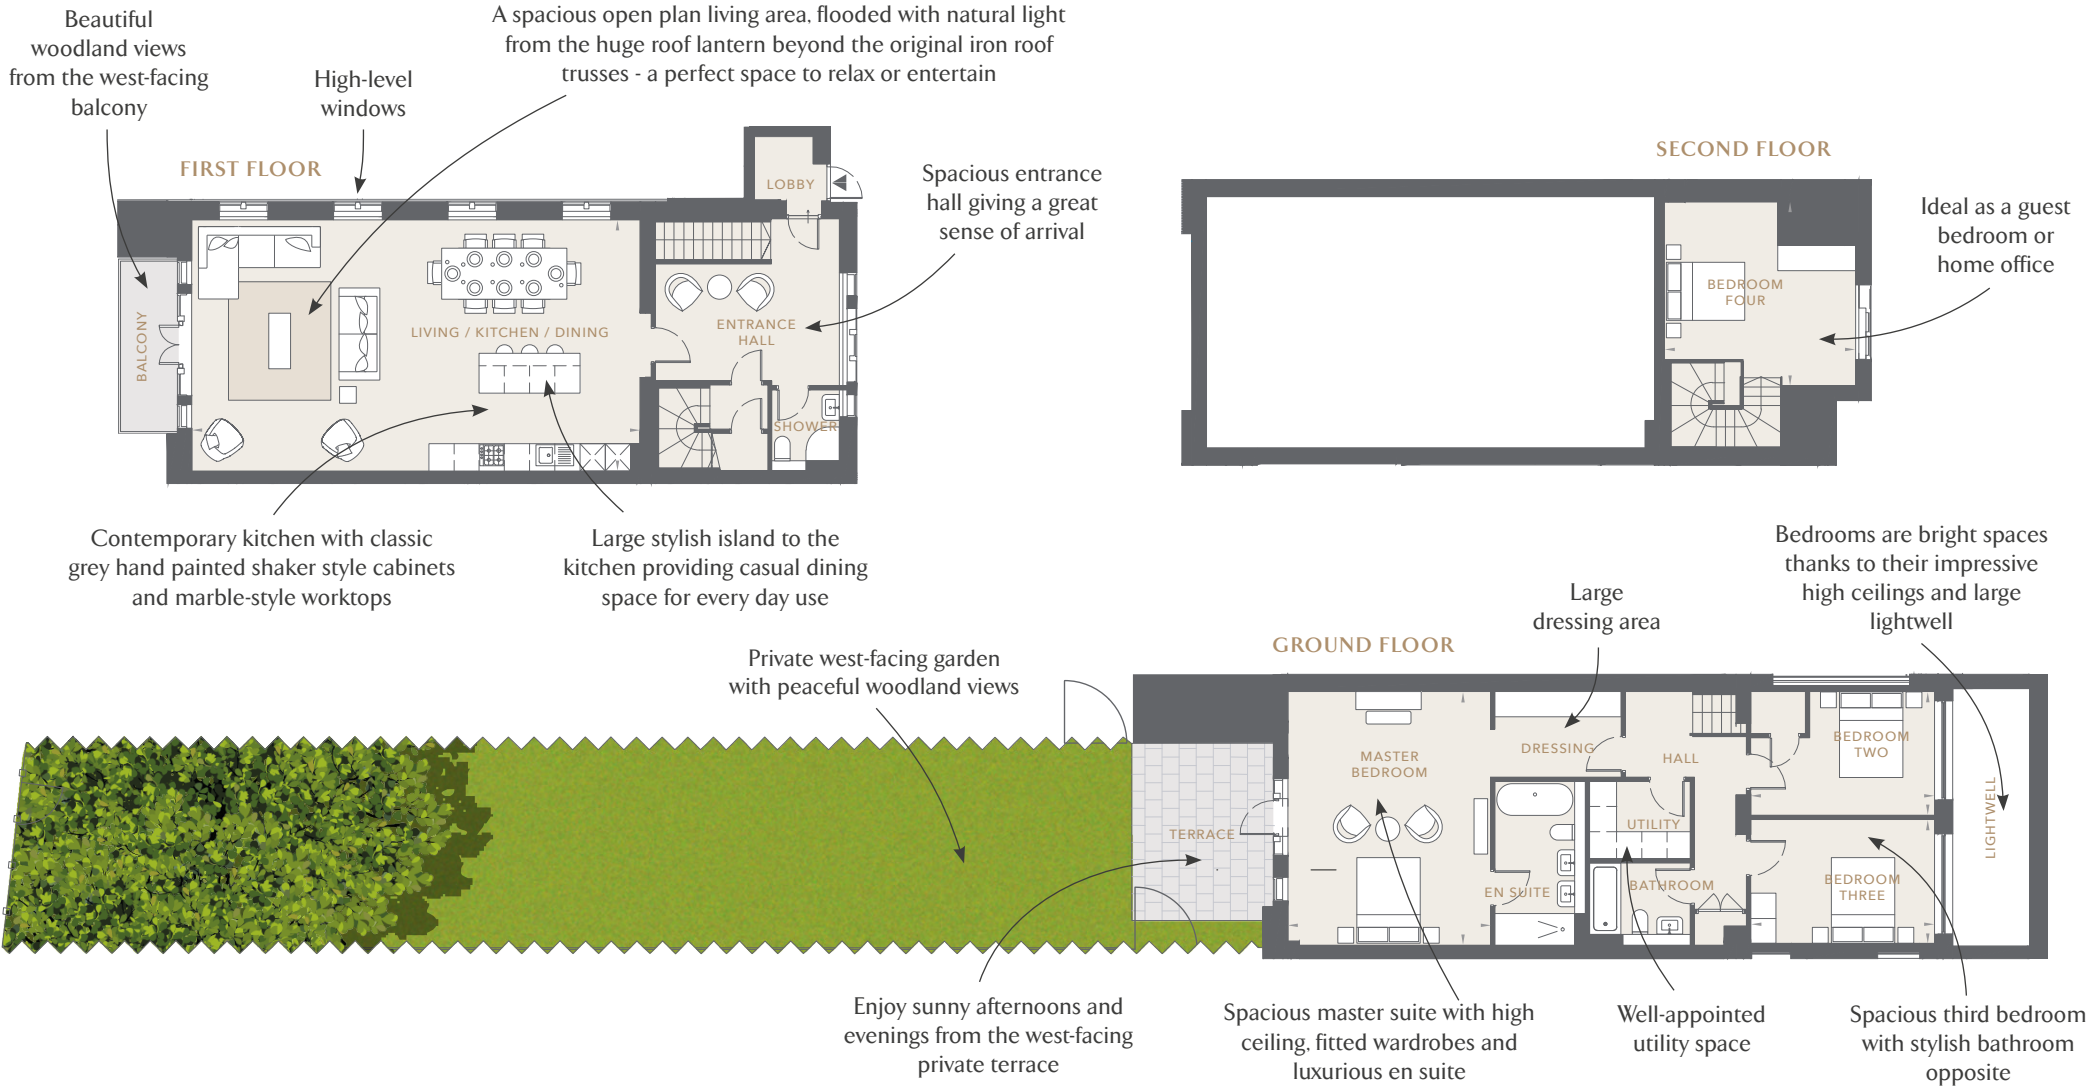 Beautiful
woodland views
from the west-facing
balcony
High-level
windows
A spacious open plan living area, flooded with natural light
from the huge roof lantern beyond the original iron roof
trusses - a perfect space to relax or entertain
FIRST FLOOR
LOBBY
Spacious entrance
hall giving a great
sense of arrival
BALCONY
LIVING / KITCHEN / DINING
ENTRANCE
HALL
SHOWER
SECOND FLOOR
Ideal as a guest
bedroom or
home office
BEDROOM
FOUR
Contemporary kitchen with classic
grey hand painted shaker style cabinets
and marble-style worktops
Large stylish island to the
kitchen providing casual dining
space for every day use
Bedrooms are bright spaces
thanks to their impressive
high ceilings and large
lightwell
Large
dressing area
GROUND FLOOR
Private west-facing garden
with peaceful woodland views
TERRACE
MASTER
BEDROOM
DRESSING
HALL
BEDROOM
TWO
LIGHTWELL
UTILITY
EN SUITE
BATHROOM
BEDROOM
THREE
Enjoy sunny afternoons and
evenings from the west-facing
private terrace
Spacious master suite with high
ceiling, fitted wardrobes and
luxurious en suite
Well-appointed
utility space
Spacious third bedroom
with stylish bathroom
opposite